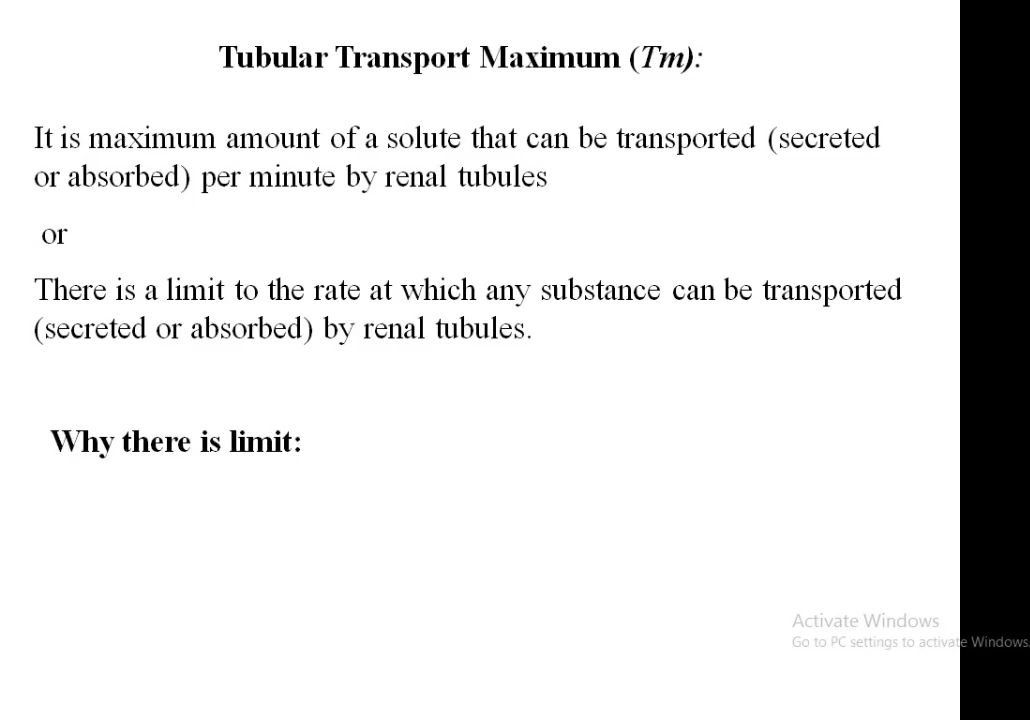 Tubular Transport Maximum (Tm):
It is maximum amount of a solute that can be transported (secreted
or absorbed) per minute by renal tubules
or
There is a limit to the rate at which any substance can be transported
(secreted or absorbed) by renal tubules.
Why there is limit:
Activate Windows
Go to PC settings to activate Windows.